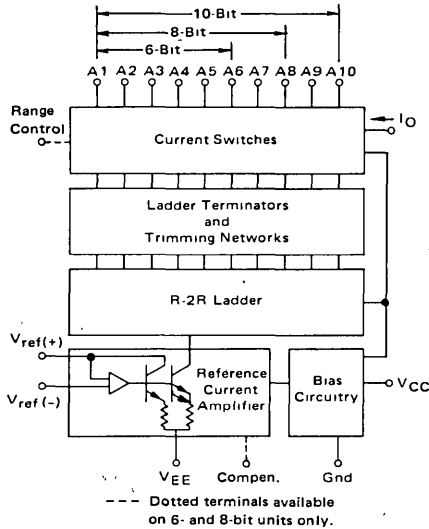 10-Bit
8-Bit
6-Bit
A1 A2 A3 A4 A5 A6 A7 A8 A9 A10
Range
Control
IO
Current Switches
Ladder Terminators
and
Trimming Networks
R-2R Ladder
Vref(+)
Vref(-)
Reference
Current
Amplifier
Bias
Circuitry
VCC
VEE
Compen.
Gnd
--- Dotted terminals available
on 6- and 8-bit units only.